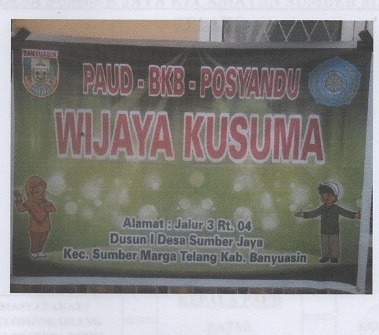 BANYUASIN
PAUD - BKB - POSYANDU
WIJAYA KUSUMA
Alamat : Jalur 3 Rt. 04
Dusun I Desa Sumber Jaya
Kec. Sumber Marga Telang Kab. Banyuasin